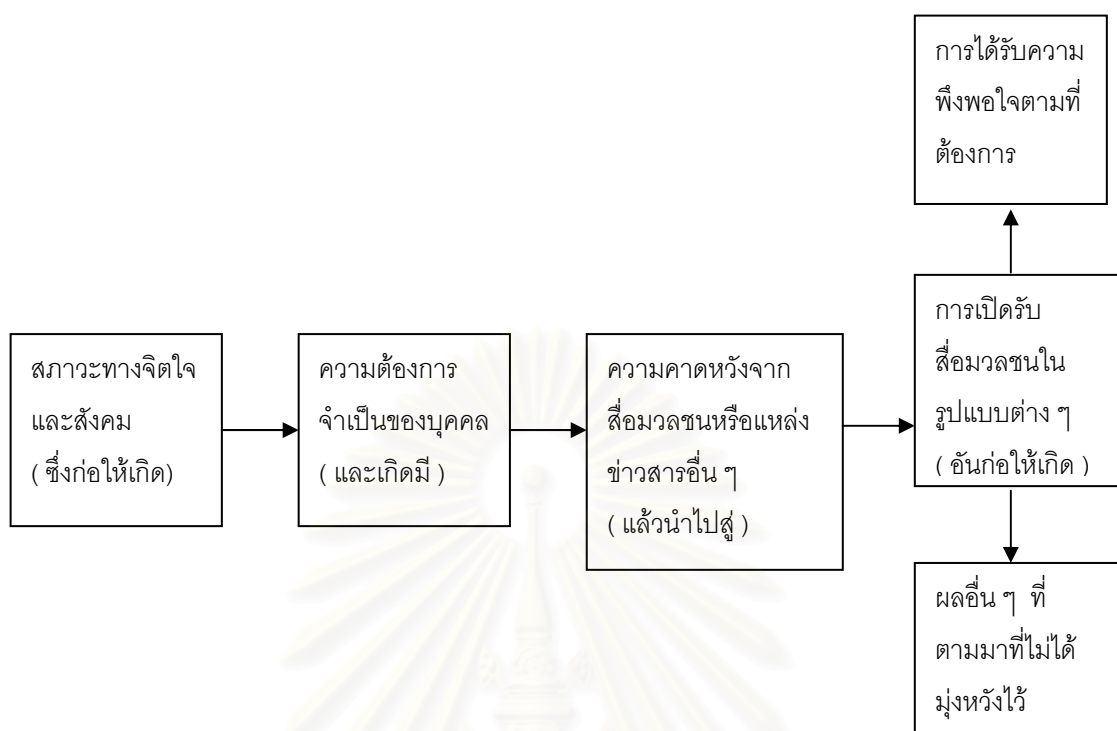 การได้รับความ
พึงพอใจตามที่
ต้องการ
สภาวะทางจิตใจ
และสังคม
( ซึ่งก่อให้เกิด)
ความต้องการ
จำเป็นของบุคคล
( และเกิดมี )
ความคาดหวังจาก
สื่อมวลชนหรือแหล่ง
ข่าวสารอื่น ๆ
( แล้วนำไปสู่ )
การเปิดรับ
สื่อมวลชนใน
รูปแบบต่าง ๆ
( อันก่อให้เกิด )
ผลอื่น ๆ ที่
ตามมาที่ไม่ได้
มุ่งหวังไว้